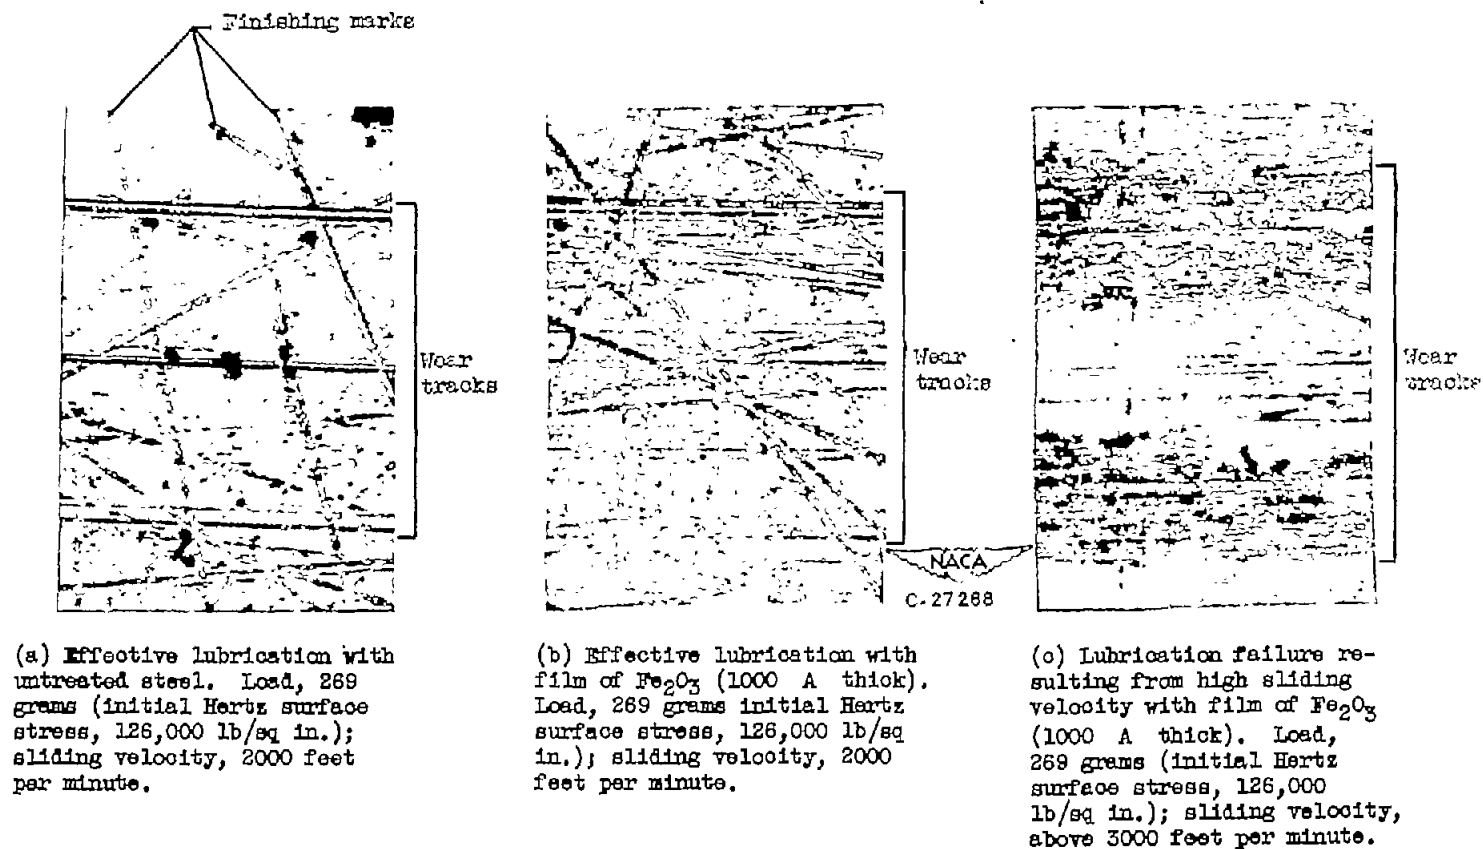 Finishing marks
Wear
tracks
Wear
tracks
Wear
tracks
NACA
C-27268
(a) Effective lubrication with
untreated steel. Load, 269
grams (initial Hertz surface
stress, 126,000 lb/sq in.);
sliding velocity, 2000 feet
per minute.
(b) Effective lubrication with
film of Fe₂O₃ (1000 A thick).
Load, 269 grams initial Hertz
surface stress, 126,000 lb/sq
in.); sliding velocity, 2000
feet per minute.
(c) Lubrication failure re-
sulting from high sliding
velocity with film of Fe₂O₃
(1000 A thick). Load,
269 grams (initial Hertz
surface stress, 126,000
lb/sq in.); sliding velocity,
above 3000 feet per minute.